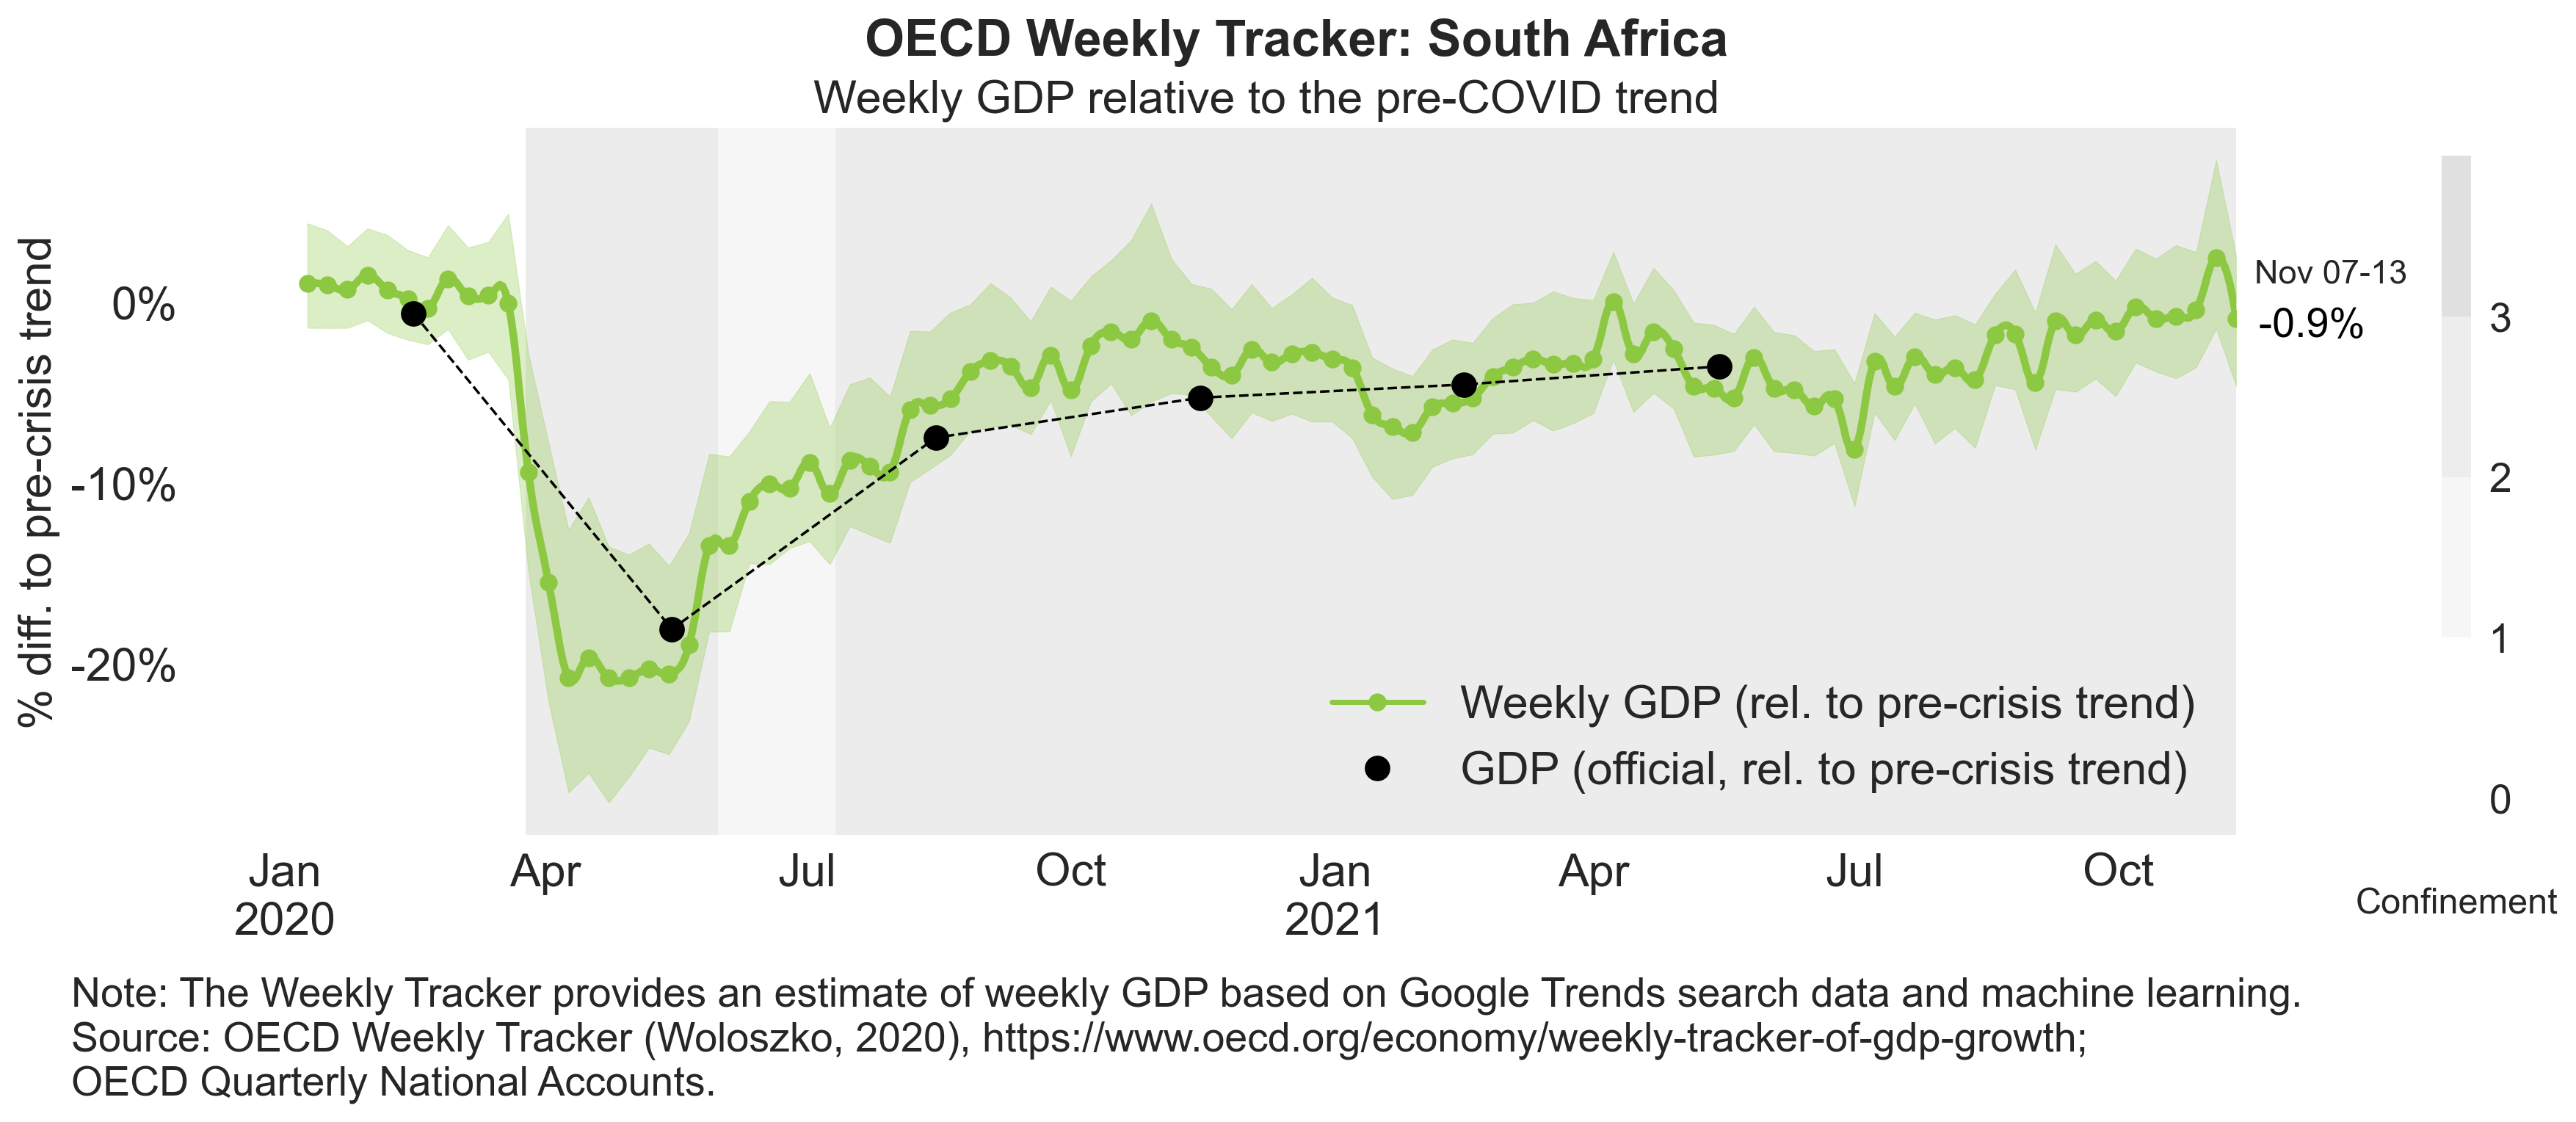 OECD Weekly Tracker: South Africa
Weekly GDP relative to the pre-COVID trend
% diff. to pre-crisis trend
0%
-10%
-20%
Nov 07-13
-0.9%
3
2
1
0
Confinement
Weekly GDP (rel. to pre-crisis trend)
GDP (official, rel. to pre-crisis trend)
Jan Apr Jul Oct Jan Apr Jul Oct
2020 2021
Note: The Weekly Tracker provides an estimate of weekly GDP based on Google Trends search data and machine learning.
Source: OECD Weekly Tracker (Woloszko, 2020), https://www.oecd.org/economy/weekly-tracker-of-gdp-growth;
OECD Quarterly National Accounts.